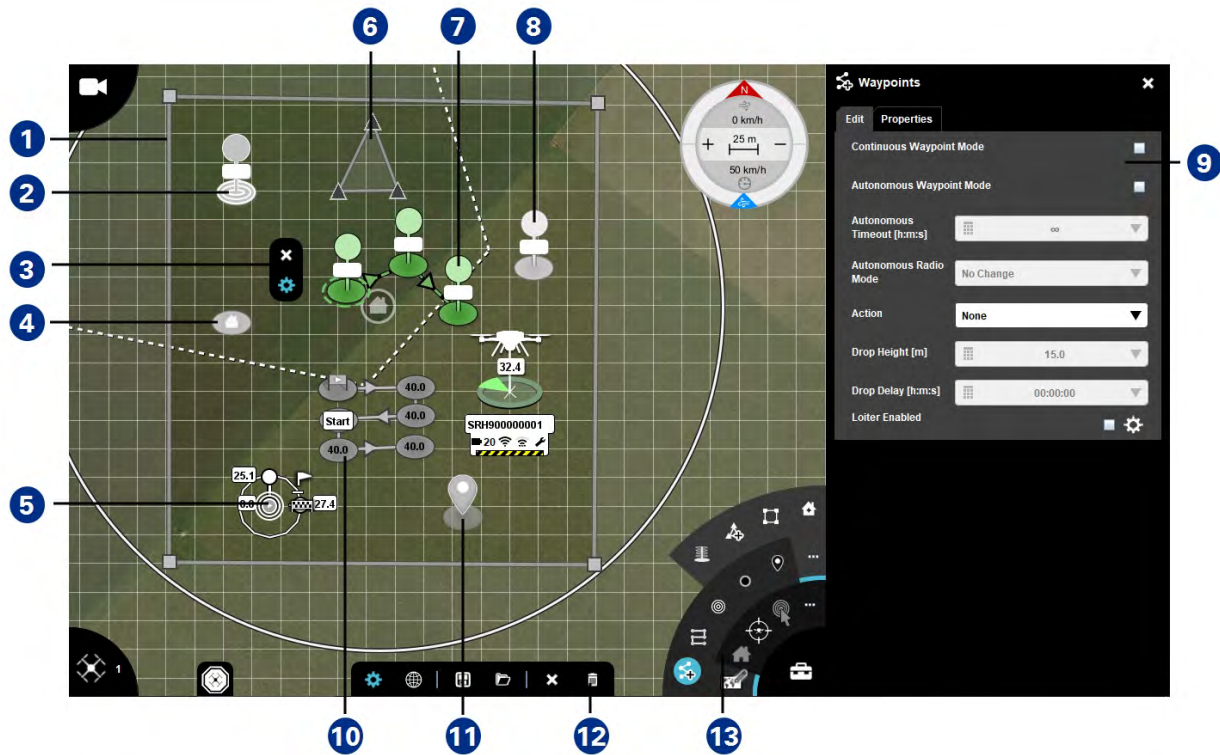 6
7
8
1
2
3
4
5
9
N
0 km/h
+ 25 m −
50 km/h
32.4
SRH900000001
20
40.0
Start 40.0
40.0 40.0
25.1
0.0 27.4
1
Waypoints
Edit Properties
Continuous Waypoint Mode
Autonomous Waypoint Mode
Autonomous
Timeout [h:m:s] ∞
Autonomous Radio
Mode No Change
Action None
Drop Height [m] 15.0
Drop Delay [h:m:s] 00:00:00
Loiter Enabled
10
11
12
13